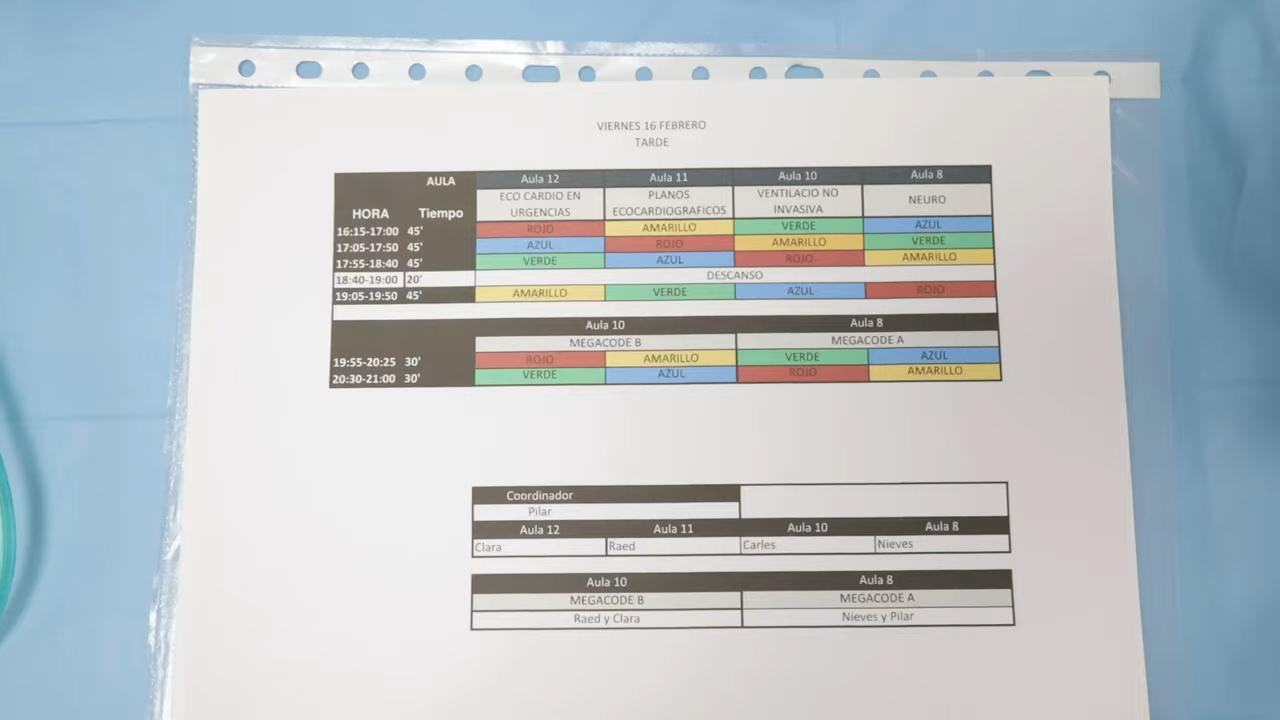 VIERNES 16 FEBRERO
TARDE
AULA Aula 12 Aula 11 Aula 10 Aula 8
HORA Tiempo ECO CARDIO EN URGENCIAS PLANOS ECOCARDIOGRAFICOS VENTILACIO NO INVASIVA NEURO
16:15-17:00 45' ROJO AMARILLO VERDE AZUL
17:05-17:50 45' AZUL ROJO AMARILLO VERDE
17:55-18:40 45' VERDE AZUL ROJO AMARILLO
18:40-19:00 20' DESCANSO
19:05-19:50 45' AMARILLO VERDE AZUL ROJO
Aula 10 Aula 8
MEGACODE B MEGACODE A
19:55-20:25 30' ROJO AMARILLO VERDE AZUL
20:30-21:00 30' VERDE AZUL ROJO AMARILLO
Coordinador
Pilar
Aula 12 Aula 11 Aula 10 Aula 8
Clara Raed Carles Nieves
Aula 10 Aula 8
MEGACODE B MEGACODE A
Raed y Clara Nieves y Pilar